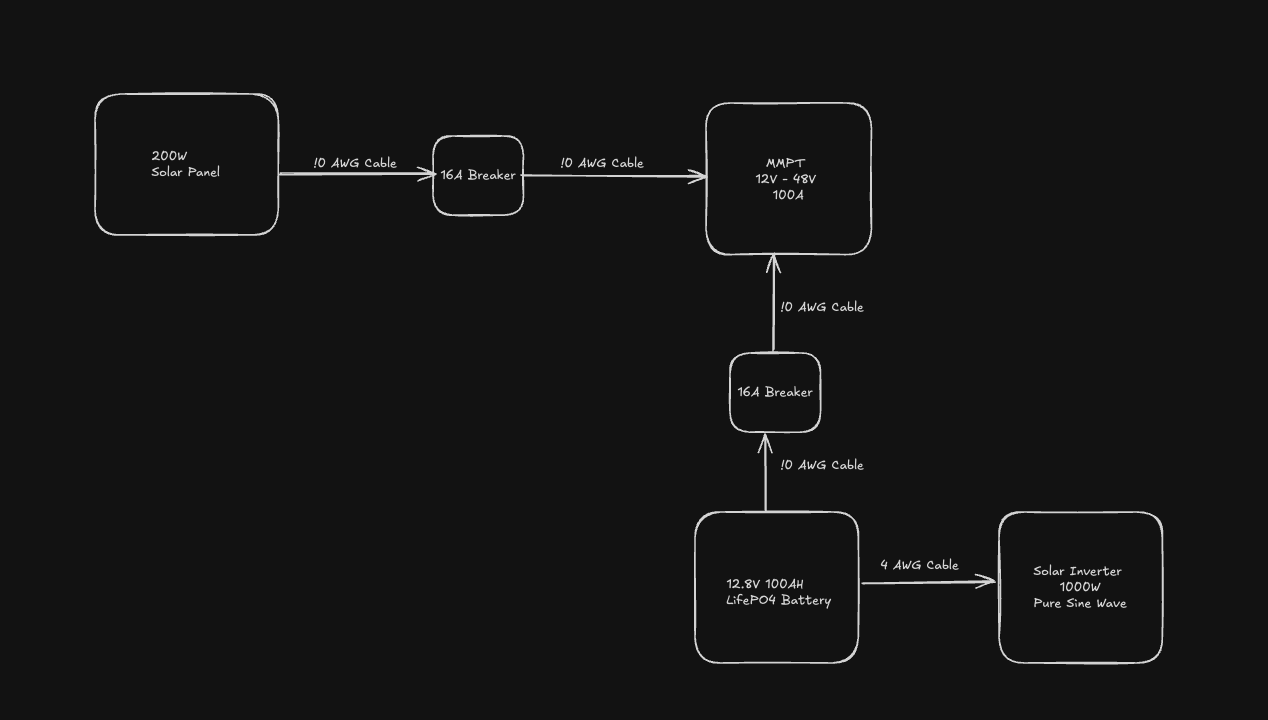 200W
Solar Panel
!0 AWG Cable
16A Breaker
!0 AWG Cable
MMPT
12V - 48V
100A
!0 AWG Cable
16A Breaker
!0 AWG Cable
12.8V 100AH
LifePO4 Battery
4 AWG Cable
Solar Inverter
1000W
Pure Sine Wave